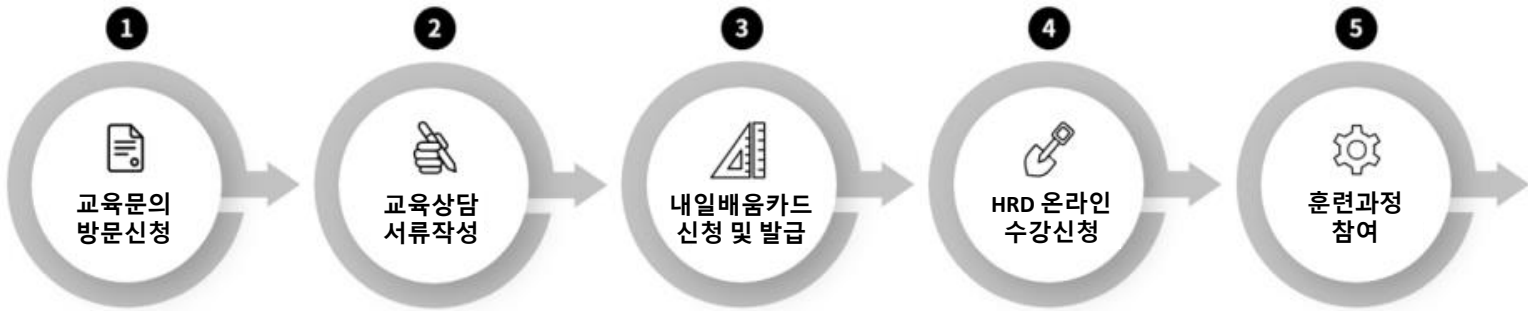 1
교육문의
방문신청
2
교육상담
서류작성
3
내일배움카드
신청 및 발급
4
HRD 온라인
수강신청
5
훈련과정
참여